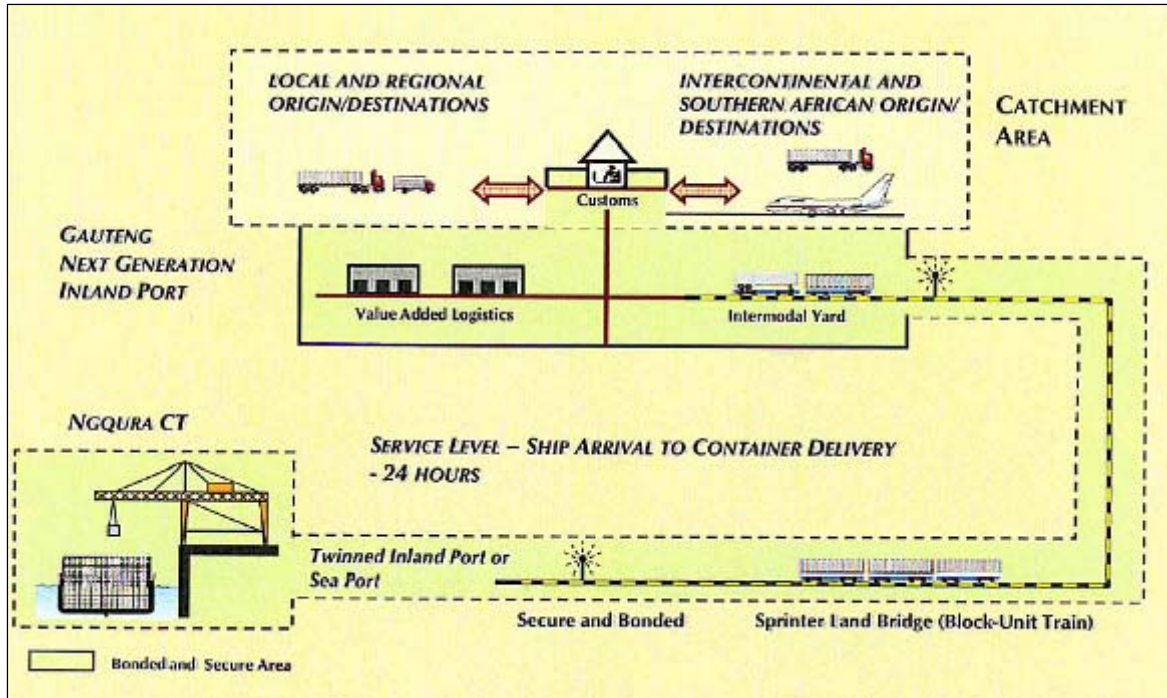 LOCAL AND REGIONAL
ORIGIN/DESTINATIONS
INTERCONTINENTAL AND
SOUTHERN AFRICAN ORIGIN/
DESTINATIONS
CATCHMENT
AREA
Customs
GAUTENG
NEXT GENERATION
INLAND PORT
Value Added Logistics
Intermodal Yard
NGQURA CT
SERVICE LEVEL – SHIP ARRIVAL TO CONTAINER DELIVERY
- 24 HOURS
Twinned Inland Port or
Sea Port
Secure and Bonded
Sprinter Land Bridge (Block-Unit Train)
Bonded and Secure Area